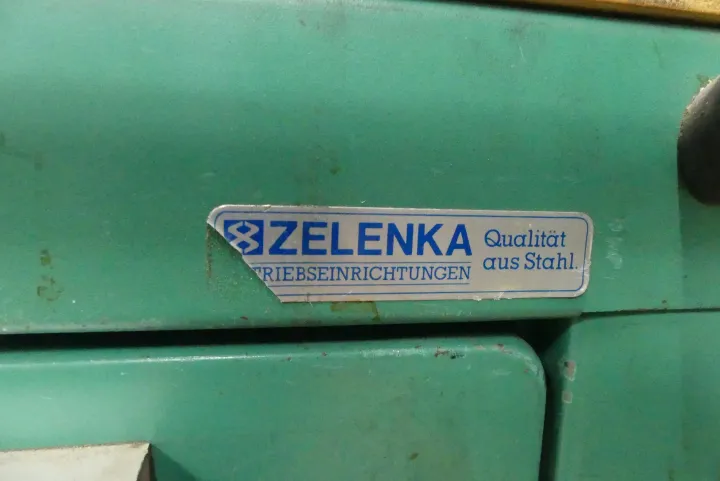 ZELENKA
TRIEBSEINRICHTUNGEN
Qualität
aus Stahl.